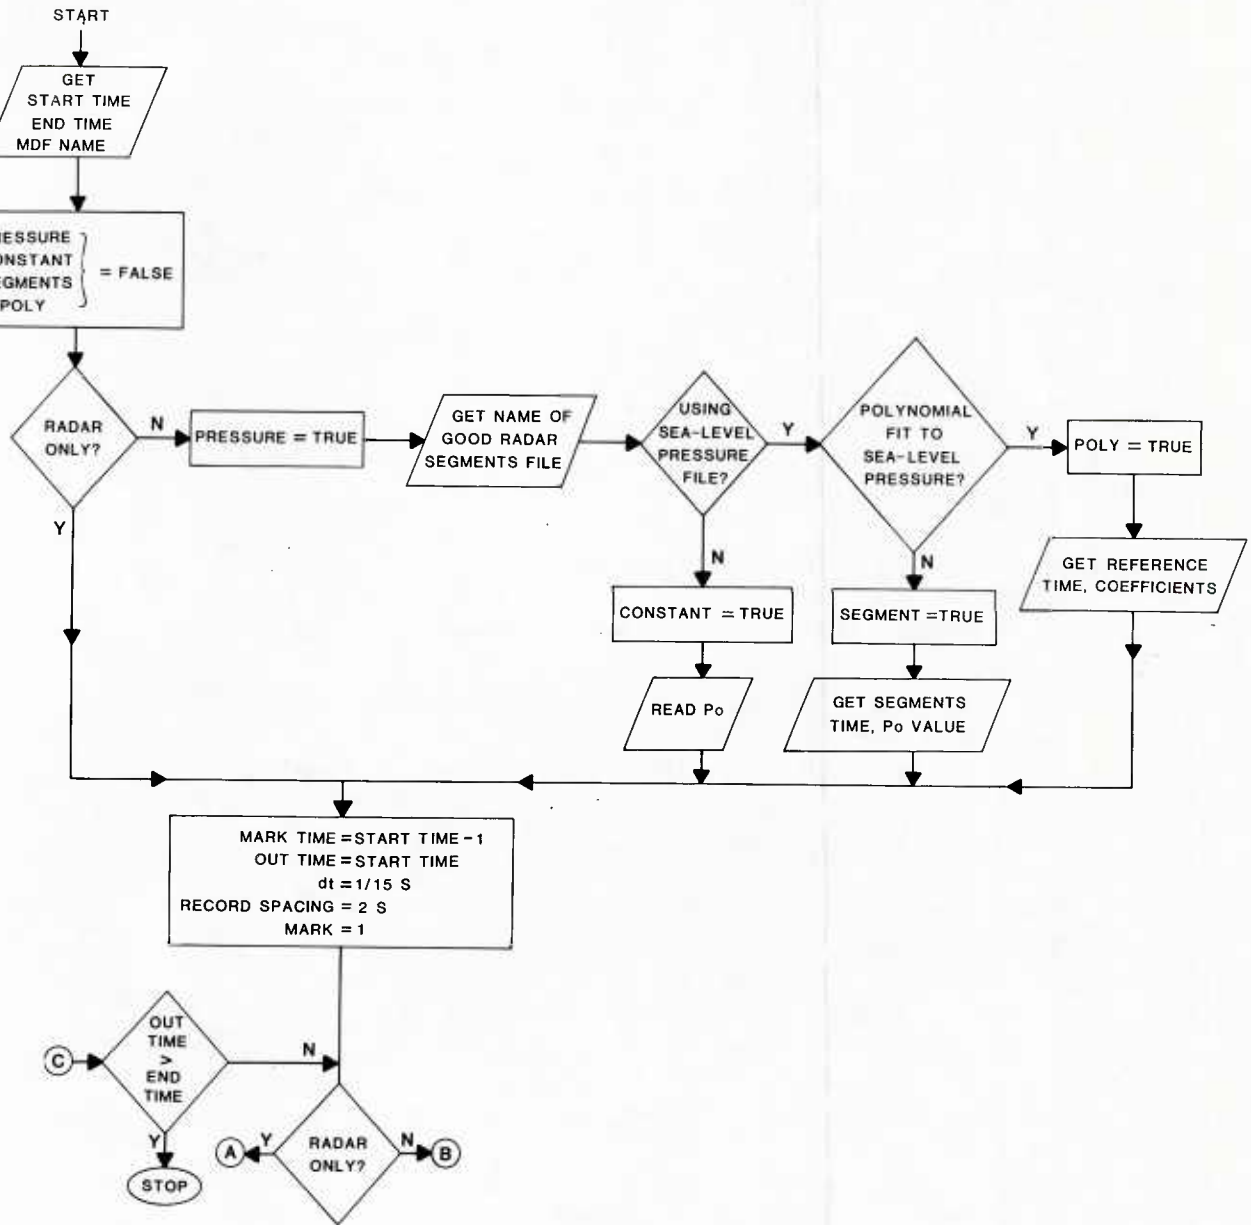 START
GET
START TIME
END TIME
MDF NAME
ESSURE
ONSTANT
EGMENTS
POLY
= FALSE
RADAR
ONLY?
N
Y
PRESSURE = TRUE
GET NAME OF
GOOD RADAR
SEGMENTS FILE
USING
SEA-LEVEL
PRESSURE
FILE?
Y
N
POLYNOMIAL
FIT TO
SEA-LEVEL
PRESSURE?
Y
N
POLY = TRUE
GET REFERENCE
TIME, COEFFICIENTS
CONSTANT = TRUE
SEGMENT =TRUE
READ Po
GET SEGMENTS
TIME, Po VALUE
MARK TIME =START TIME-1
OUT TIME =START TIME
dt =1/15 S
RECORD SPACING = 2 S
MARK = 1
C
OUT
TIME
>
END
TIME
N
Y
STOP
A
Y
RADAR
ONLY?
N
B